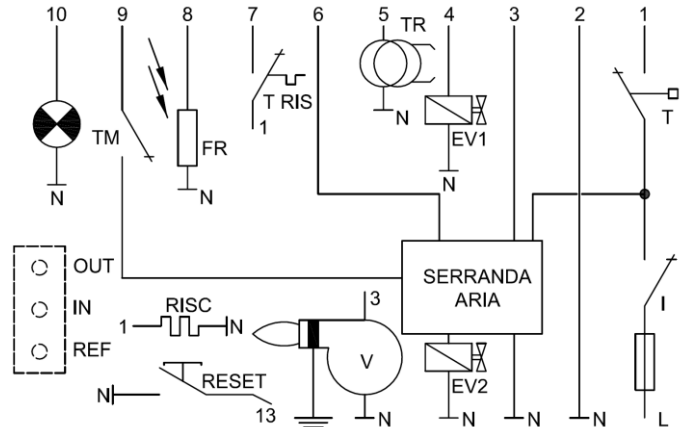 10 9 8 7 6 5 TR 4 3 2 1
T RIS
1
N
T
TM
FR
EV1
N
N
N
OUT
IN
REF
SERRANDA
ARIA
RISC
1
N
3
V
I
EV2
RESET
N
13
N
N
N
N
L